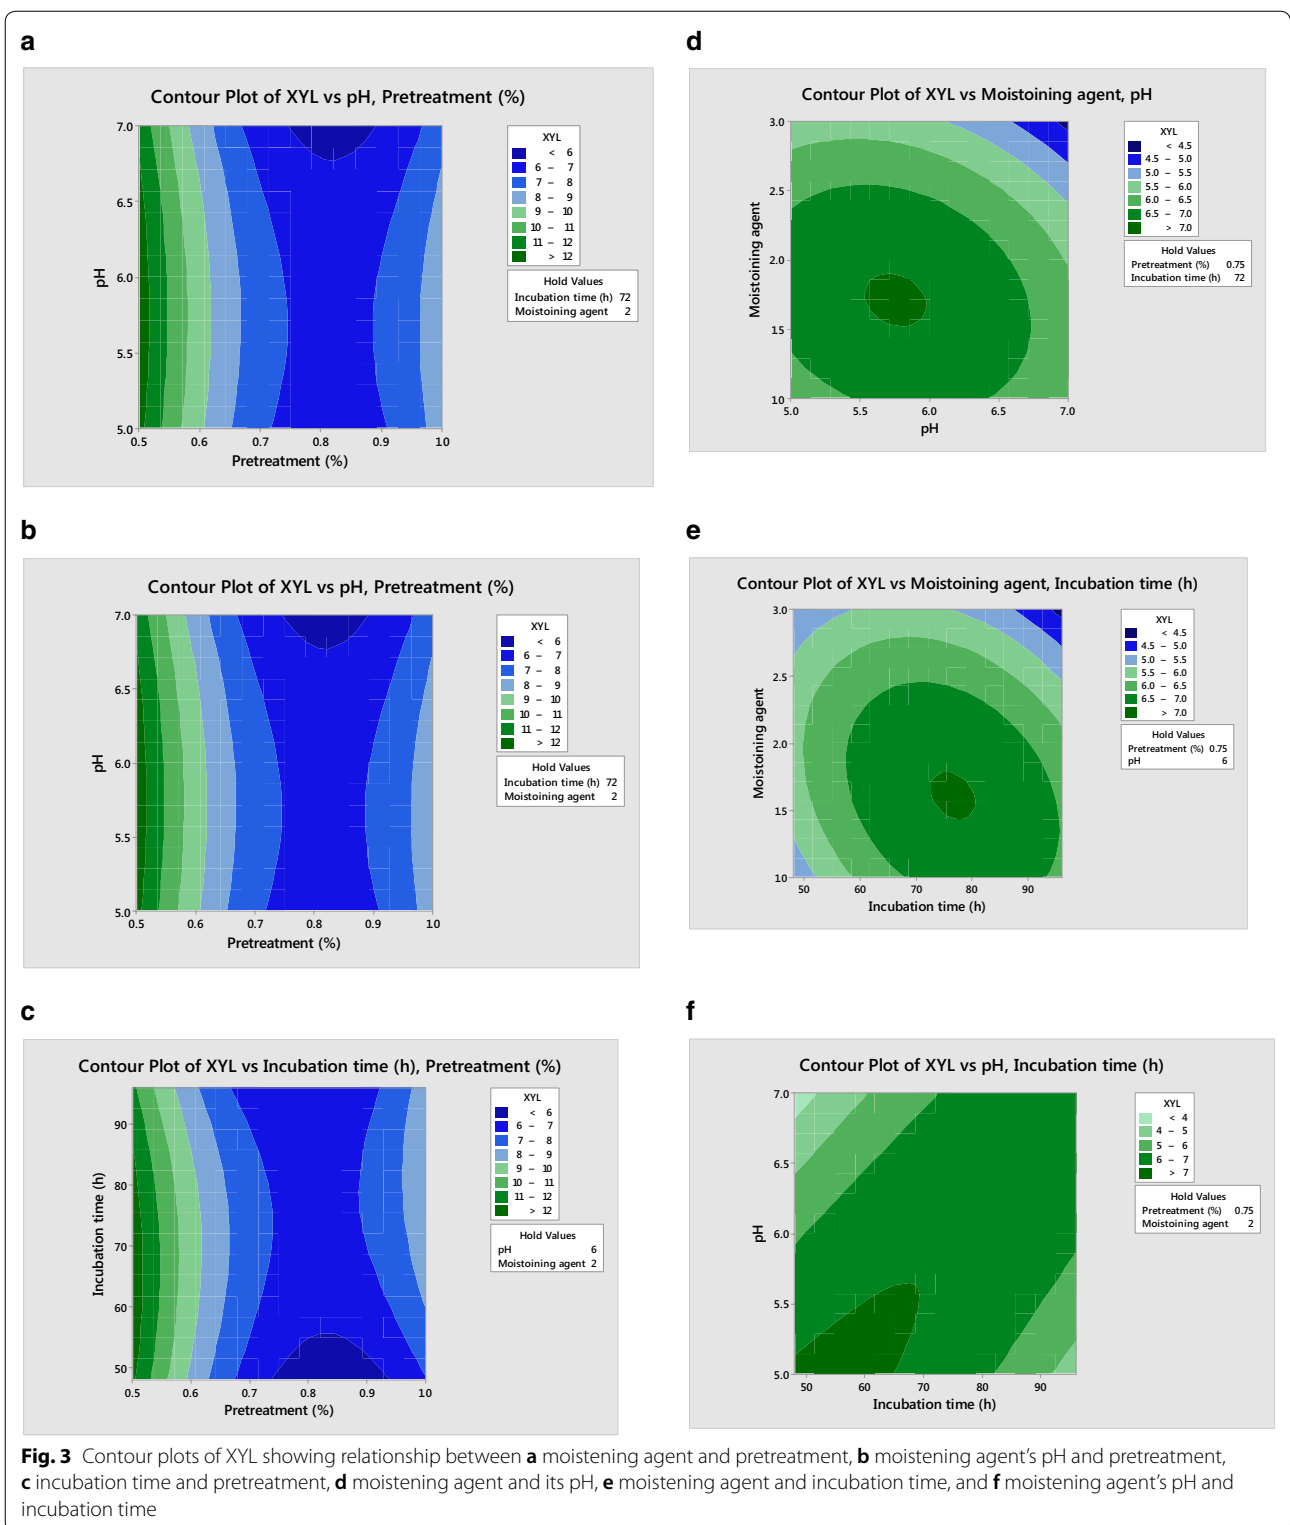 a
Contour Plot of XYL vs pH, Pretreatment (%)
7.0
6.5
6.0
5.5
5.0
pH
0.5 0.6 0.7 0.8 0.9 1.0
Pretreatment (%)
XYL
< 6
6 – 7
7 – 8
8 – 9
9 – 10
10 – 11
11 – 12
> 12
Hold Values
Incubation time (h) 72
Moistoining agent 2
b
Contour Plot of XYL vs pH, Pretreatment (%)
7.0
6.5
6.0
5.5
5.0
pH
0.5 0.6 0.7 0.8 0.9 1.0
Pretreatment (%)
XYL
< 6
6 – 7
7 – 8
8 – 9
9 – 10
10 – 11
11 – 12
> 12
Hold Values
Incubation time (h) 72
Moistoining agent 2
c
Contour Plot of XYL vs Incubation time (h), Pretreatment (%)
90
80
70
60
50
Incubation time (h)
0.5 0.6 0.7 0.8 0.9 1.0
Pretreatment (%)
XYL
< 6
6 – 7
7 – 8
8 – 9
9 – 10
10 – 11
11 – 12
> 12
Hold Values
pH 6
Moistoining agent 2
d
Contour Plot of XYL vs Moistoining agent, pH
3.0
2.5
2.0
1.5
1.0
Moistoining agent
5.0 5.5 6.0 6.5 7.0
pH
XYL
< 4.5
4.5 – 5.0
5.0 – 5.5
5.5 – 6.0
6.0 – 6.5
6.5 – 7.0
> 7.0
Hold Values
Pretreatment (%) 0.75
Incubation time (h) 72
e
Contour Plot of XYL vs Moistoining agent, Incubation time (h)
3.0
2.5
2.0
1.5
1.0
Moistoining agent
50 60 70 80 90
Incubation time (h)
XYL
< 4.5
4.5 – 5.0
5.0 – 5.5
5.5 – 6.0
6.0 – 6.5
6.5 – 7.0
> 7.0
Hold Values
Pretreatment (%) 0.75
pH 6
f
Contour Plot of XYL vs pH, Incubation time (h)
7.0
6.5
6.0
5.5
5.0
pH
50 60 70 80 90
Incubation time (h)
XYL
< 4
4 – 5
5 – 6
6 – 7
> 7
Hold Values
Pretreatment (%) 0.75
Moistoining agent 2
Fig. 3 Contour plots of XYL showing relationship between a moistening agent and pretreatment, b moistening agent's pH and pretreatment,
c incubation time and pretreatment, d moistening agent and its pH, e moistening agent and incubation time, and f moistening agent's pH and
incubation time